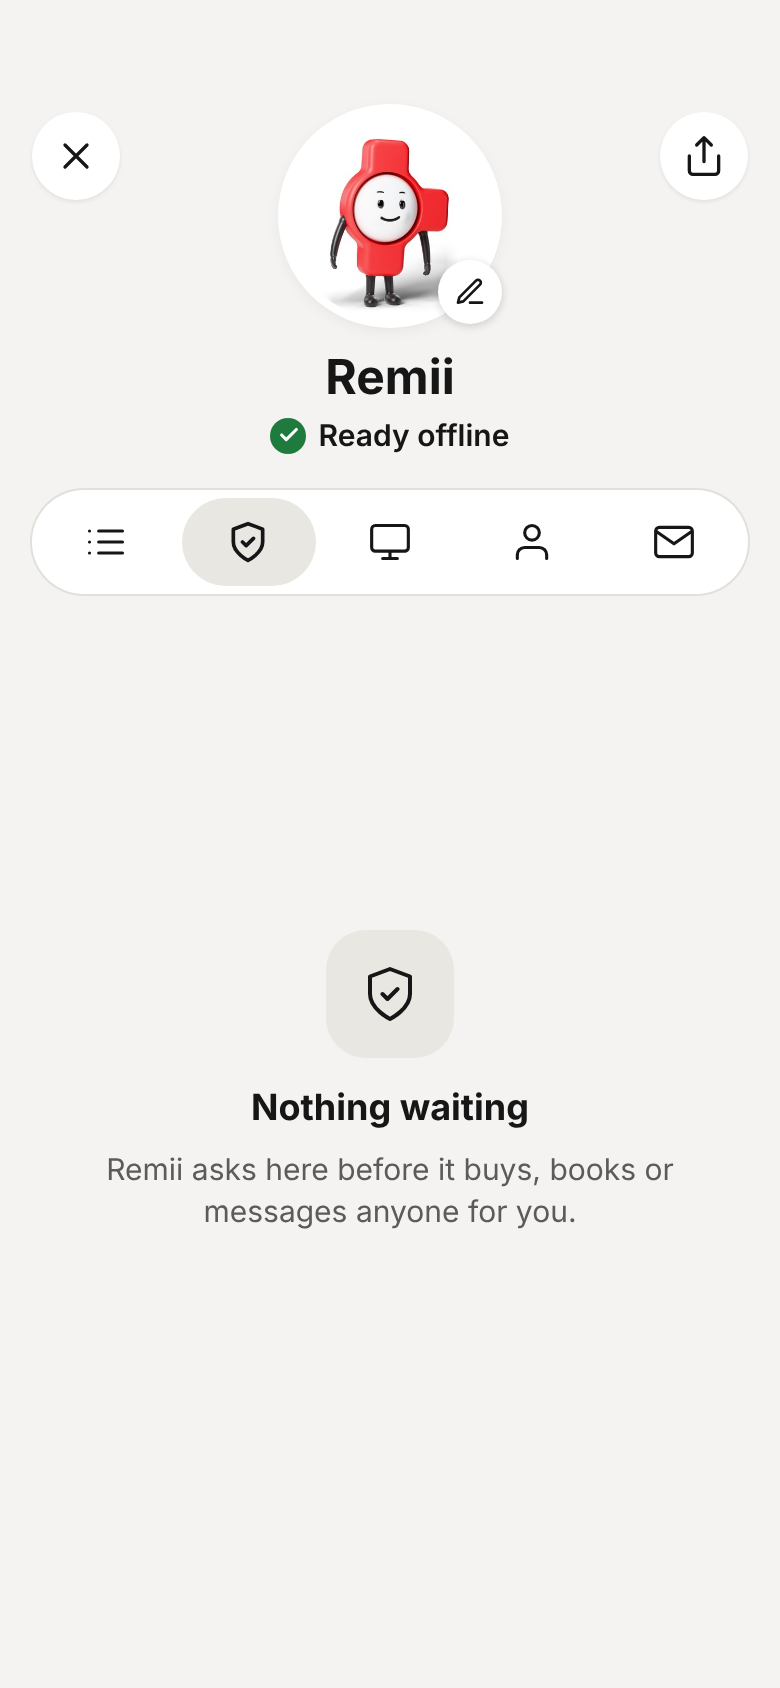 Remii
Ready offline
Nothing waiting
Remii asks here before it buys, books or
messages anyone for you.